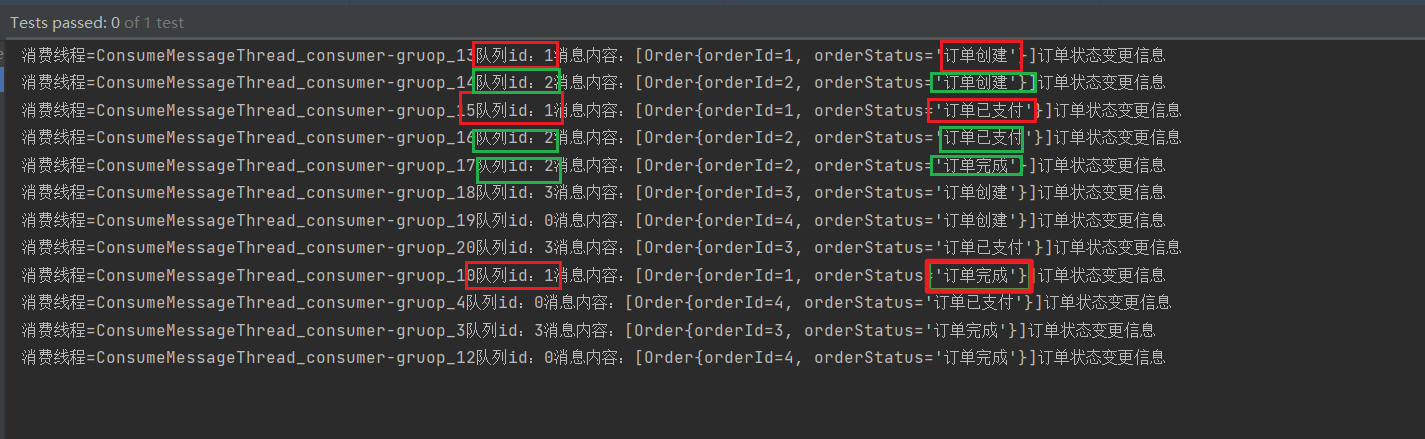 Tests passed: 0 of 1 test
消费线程=ConsumeMessageThread_consumer-gruop_13队列id：1消息内容：[Order{orderId=1, orderStatus='订单创建'}]订单状态变更信息
消费线程=ConsumeMessageThread_consumer-gruop_14队列id：2消息内容：[Order{orderId=2, orderStatus='订单创建'}]订单状态变更信息
消费线程=ConsumeMessageThread_consumer-gruop_15队列id：1消息内容：[Order{orderId=1, orderStatus='订单已支付'}]订单状态变更信息
消费线程=ConsumeMessageThread_consumer-gruop_16队列id：2消息内容：[Order{orderId=2, orderStatus='订单已支付'}]订单状态变更信息
消费线程=ConsumeMessageThread_consumer-gruop_17队列id：2消息内容：[Order{orderId=2, orderStatus='订单完成'}]订单状态变更信息
消费线程=ConsumeMessageThread_consumer-gruop_18队列id：3消息内容：[Order{orderId=3, orderStatus='订单创建'}]订单状态变更信息
消费线程=ConsumeMessageThread_consumer-gruop_19队列id：0消息内容：[Order{orderId=4, orderStatus='订单创建'}]订单状态变更信息
消费线程=ConsumeMessageThread_consumer-gruop_20队列id：3消息内容：[Order{orderId=3, orderStatus='订单已支付'}]订单状态变更信息
消费线程=ConsumeMessageThread_consumer-gruop_10队列id：1消息内容：[Order{orderId=1, orderStatus='订单完成'}]订单状态变更信息
消费线程=ConsumeMessageThread_consumer-gruop_4队列id：0消息内容：[Order{orderId=4, orderStatus='订单已支付'}]订单状态变更信息
消费线程=ConsumeMessageThread_consumer-gruop_3队列id：3消息内容：[Order{orderId=3, orderStatus='订单完成'}]订单状态变更信息
消费线程=ConsumeMessageThread_consumer-gruop_12队列id：0消息内容：[Order{orderId=4, orderStatus='订单完成'}]订单状态变更信息